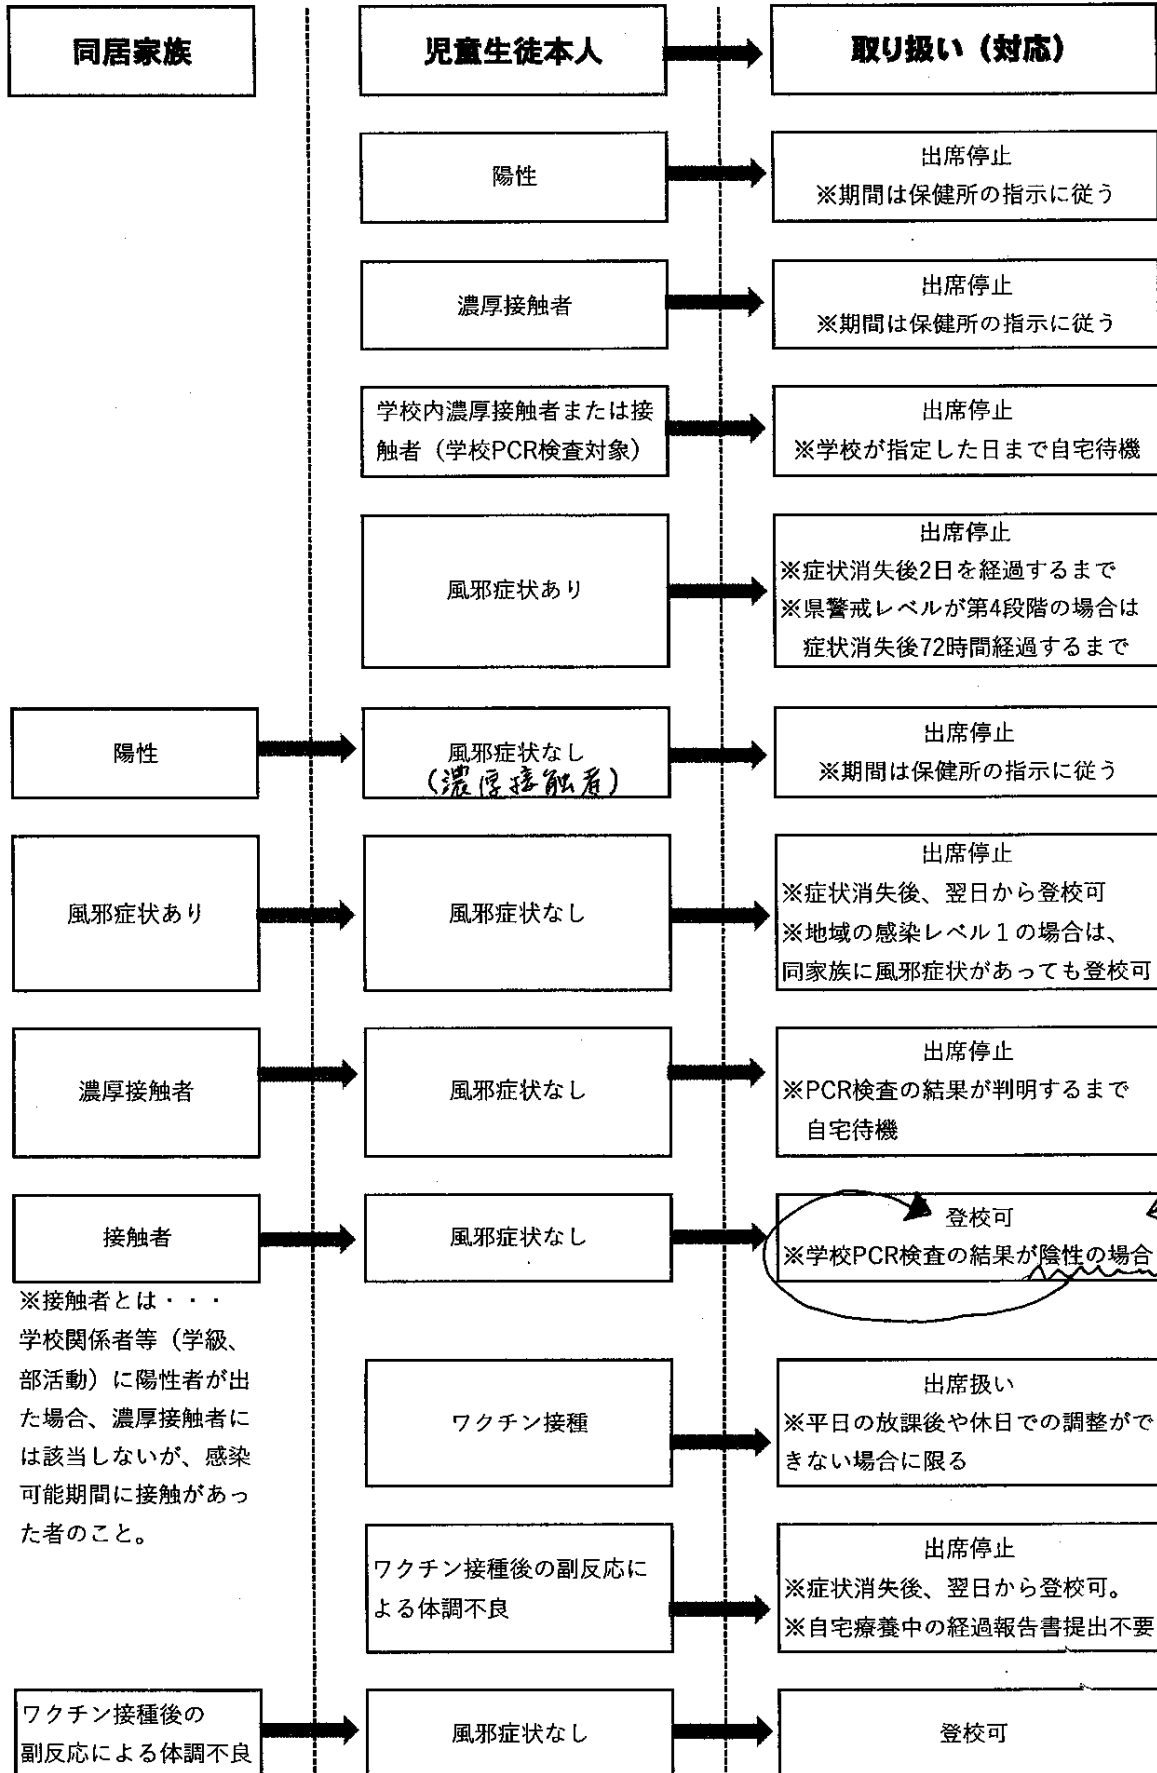 同居家族
児童生徒本人
取り扱い（対応）
陽性
出席停止
※期間は保健所の指示に従う
濃厚接触者
出席停止
※期間は保健所の指示に従う
学校内濃厚接触者または接
触者（学校PCR検査対象）
出席停止
※学校が指定した日まで自宅待機
風邪症状あり
出席停止
※症状消失後2日を経過するまで
※県警戒レベルが第4段階の場合は
症状消失後72時間経過するまで
陽性
風邪症状なし
(濃厚接触者)
出席停止
※期間は保健所の指示に従う
風邪症状あり
風邪症状なし
出席停止
※症状消失後、翌日から登校可
※地域の感染レベル１の場合は、
同家族に風邪症状があっても登校可
濃厚接触者
風邪症状なし
出席停止
※PCR検査の結果が判明するまで
自宅待機
接触者
風邪症状なし
登校可
※学校PCR検査の結果が陰性の場合
※接触者とは・・・
学校関係者等（学級、
部活動）に陽性者が出
た場合、濃厚接触者に
は該当しないが、感染
可能期間に接触があっ
た者のこと。
ワクチン接種
出席扱い
※平日の放課後や休日での調整がで
きない場合に限る
ワクチン接種後の副反応に
よる体調不良
出席停止
※症状消失後、翌日から登校可。
※自宅療養中の経過報告書提出不要
ワクチン接種後の
副反応による体調不良
風邪症状なし
登校可